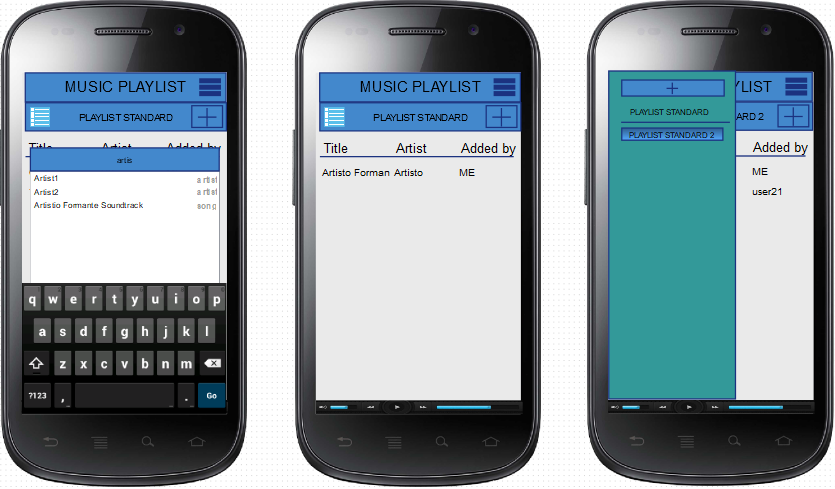 MUSIC PLAYLIST
PLAYLIST STANDARD
Title Artist Added by
artis
Artist1 artist
Artist2 artist
Artistio Formante Soundtrack song
q w e r t y u i o p
a s d f g h j k l
z x c v b n m
?123 , . Go
MUSIC PLAYLIST
PLAYLIST STANDARD
Title Artist Added by
Artisto Forman Artisto ME
+
PLAYLIST STANDARD
PLAYLIST STANDARD 2
YLIST
ARD 2
Added by
ME
user21